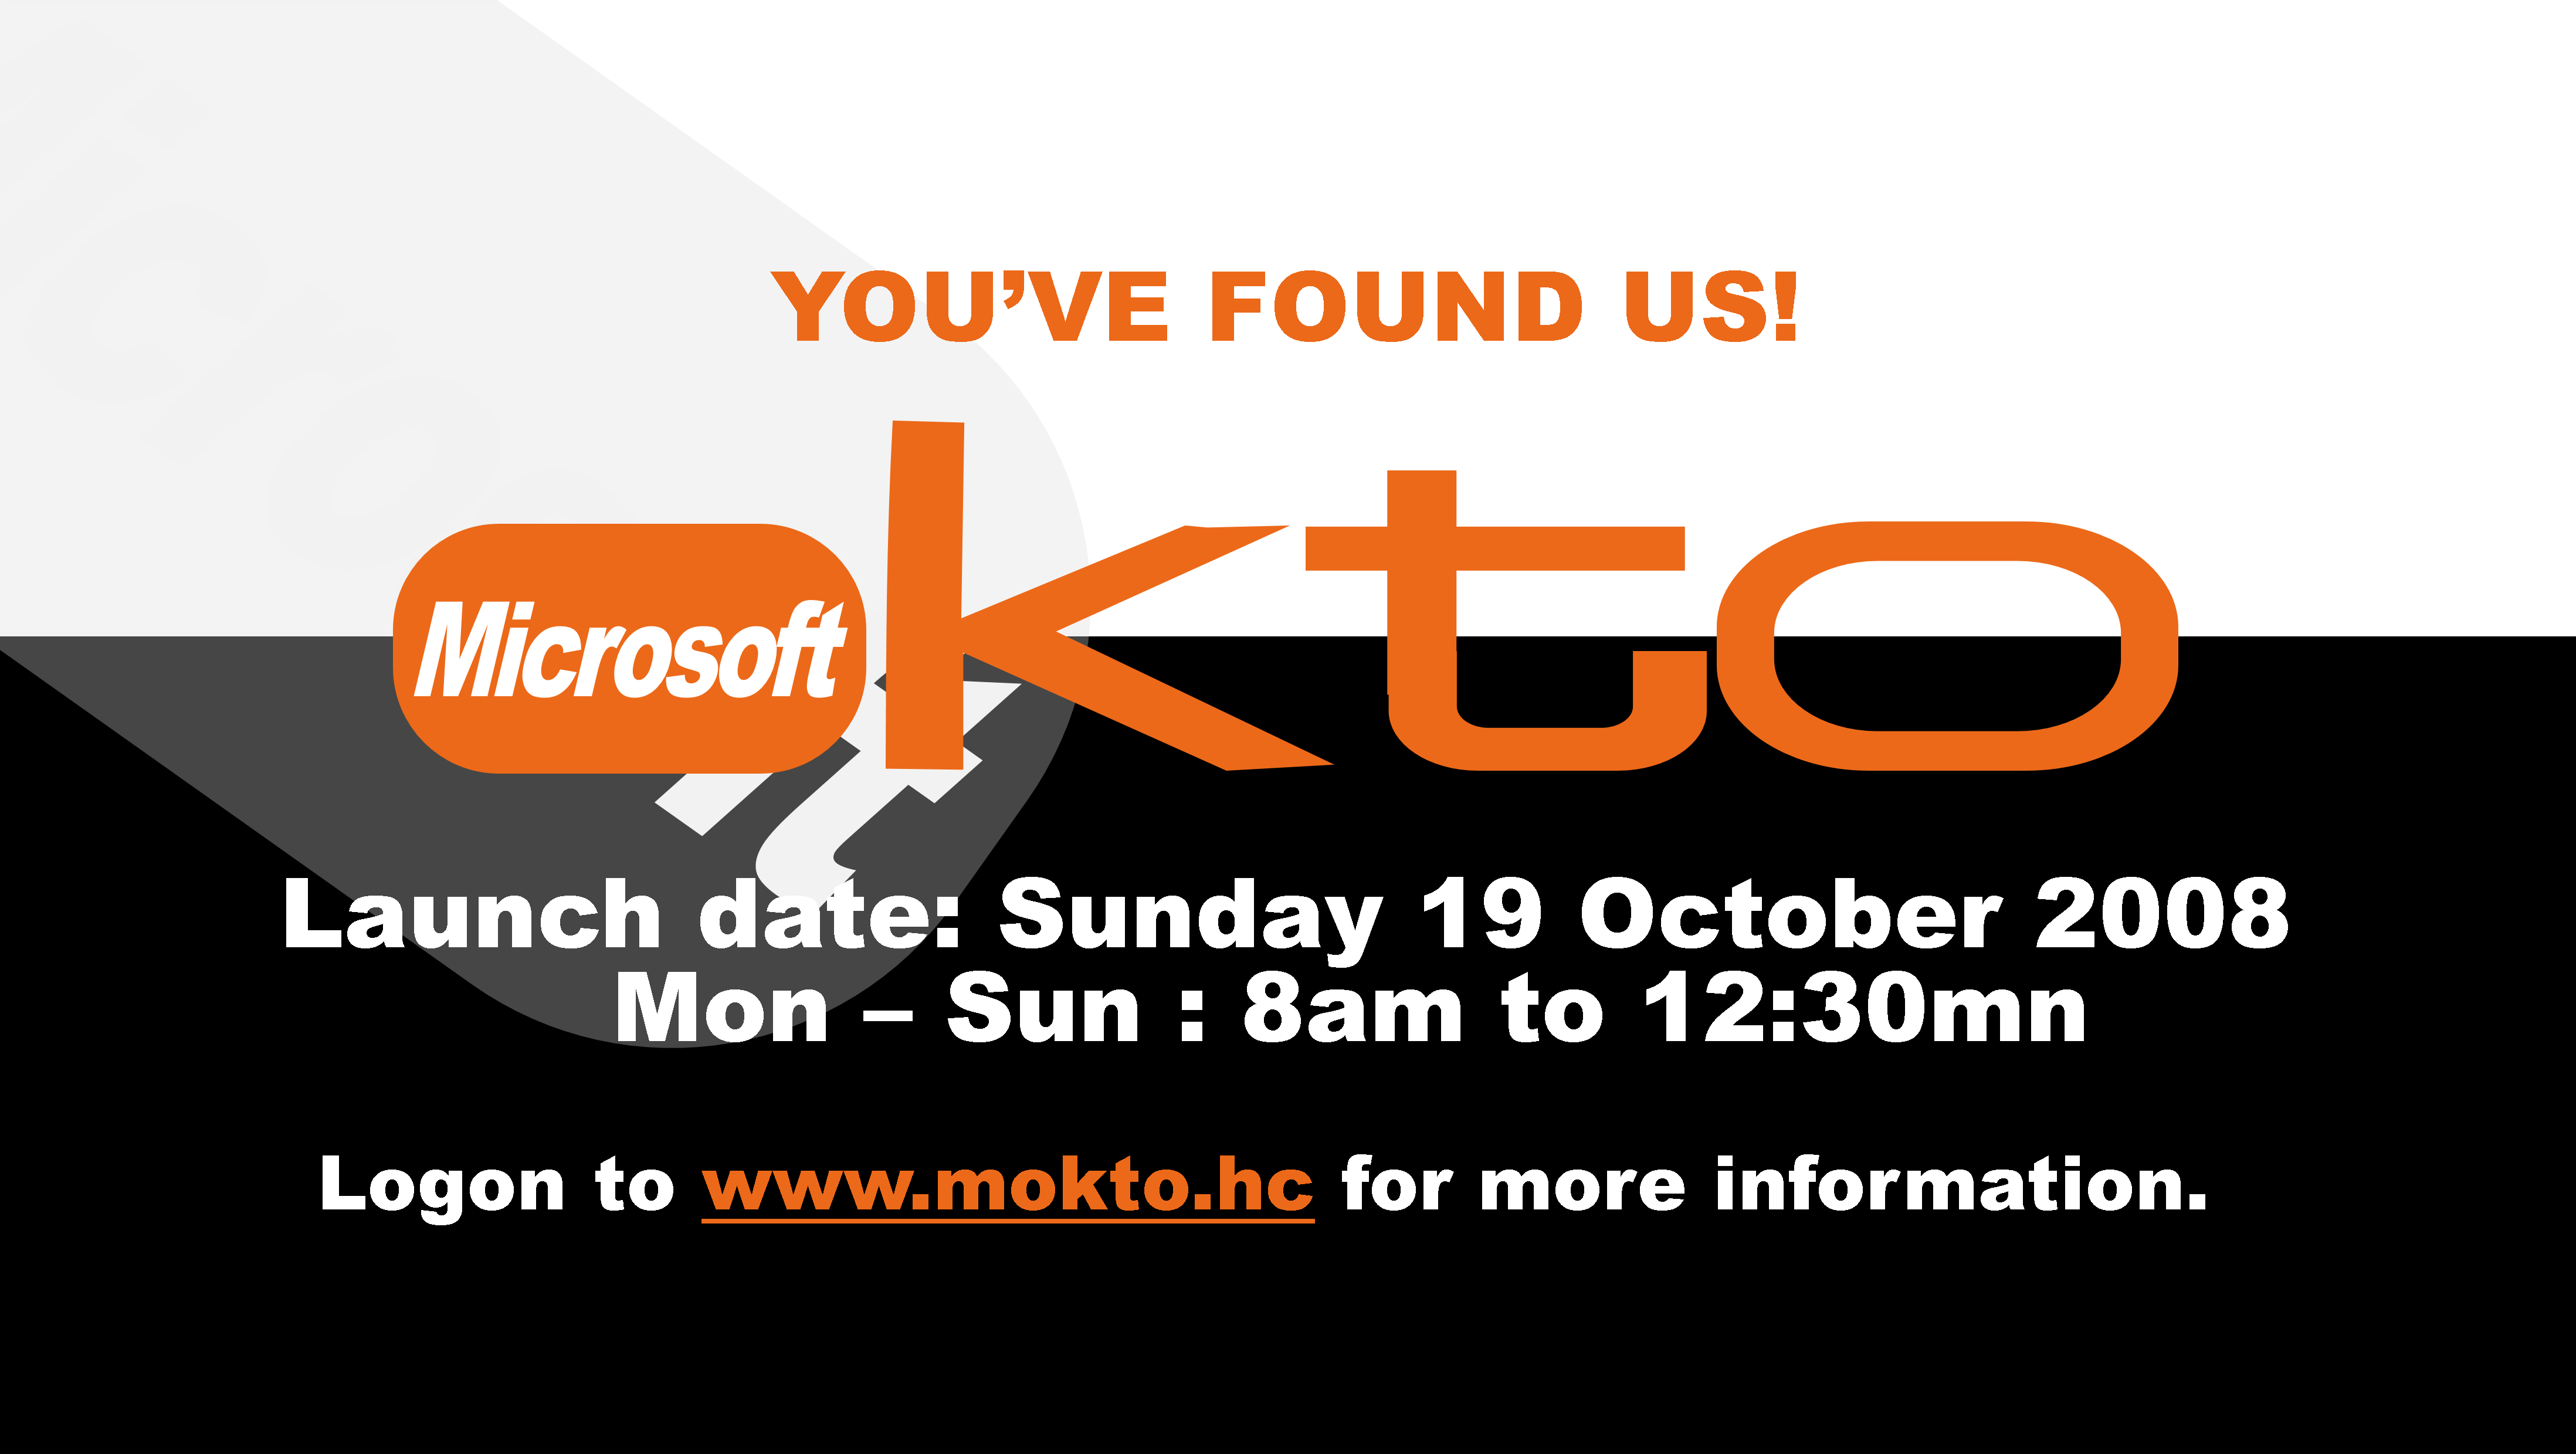 YOU’VE FOUND US!
Microsoft
kto
Launch date: Sunday 19 October 2008
Mon – Sun : 8am to 12:30mn
Logon to www.mokto.hc for more information.